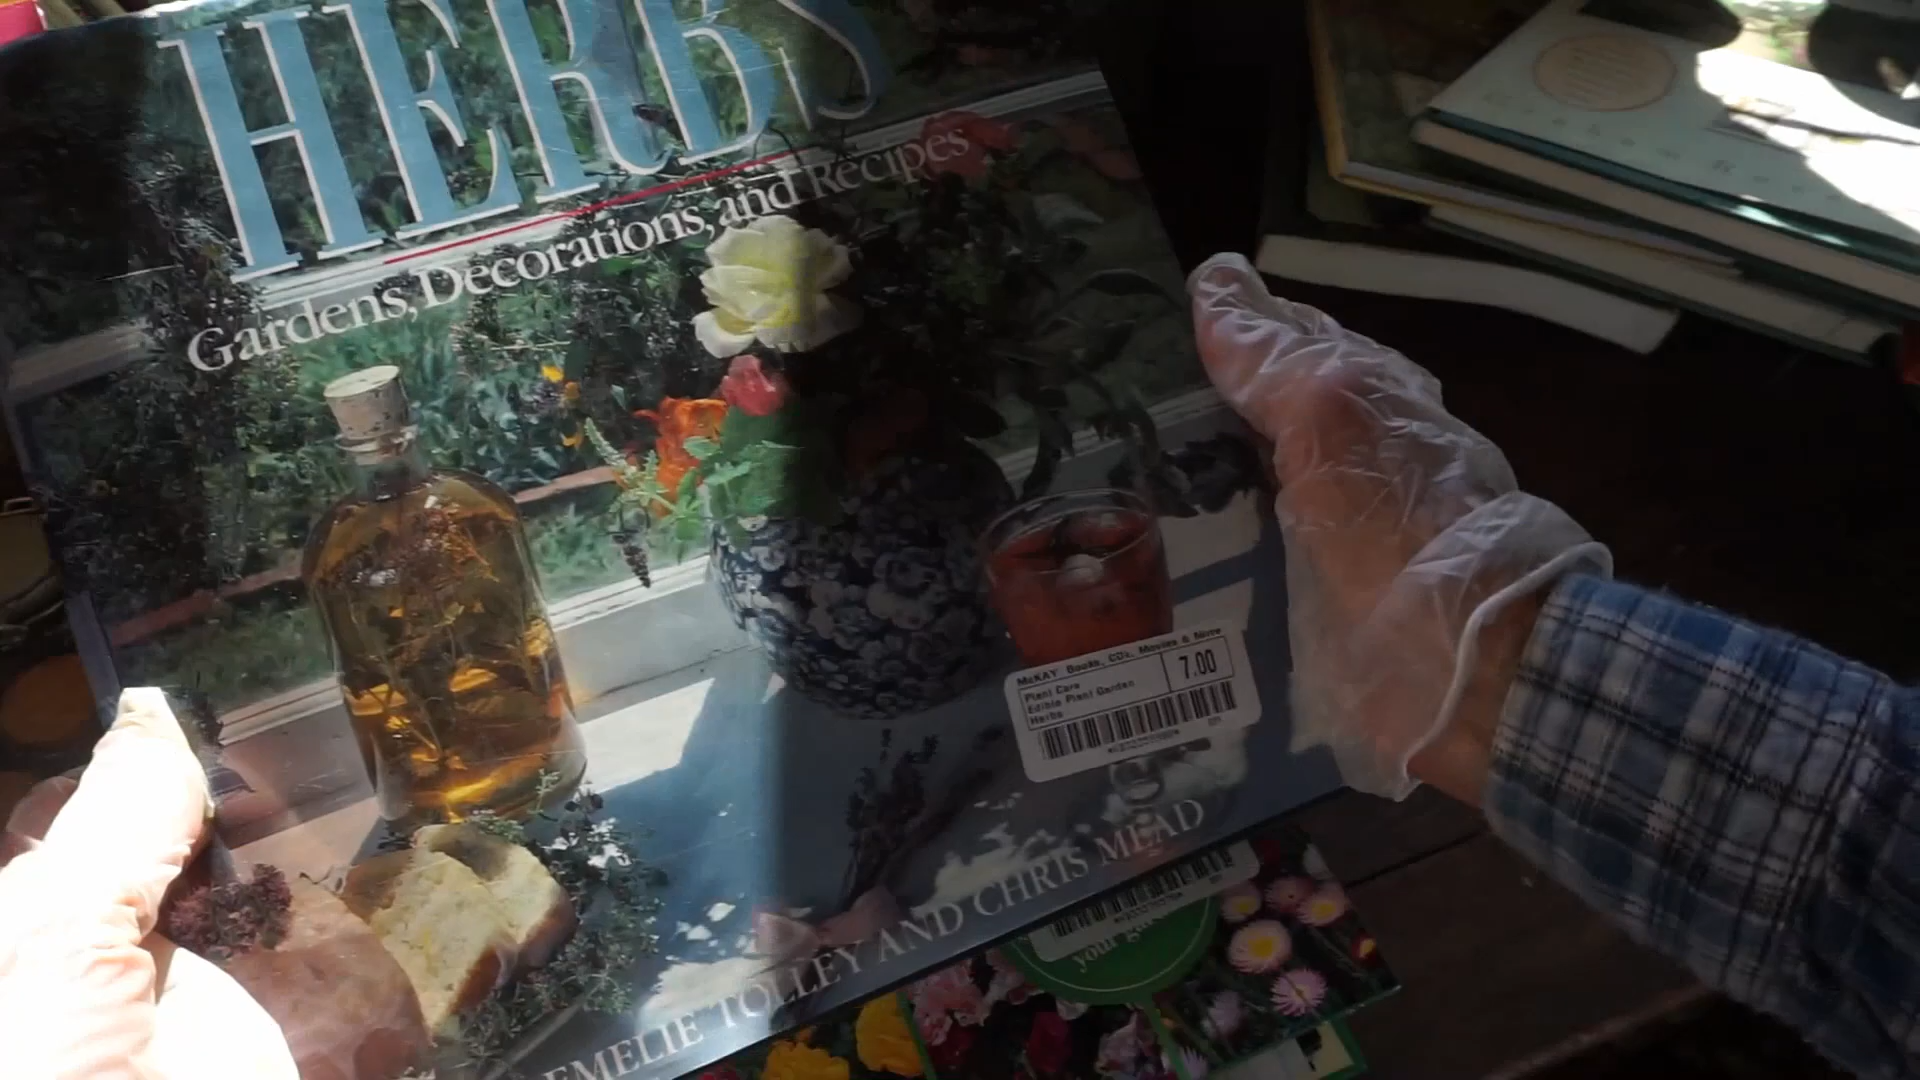 HERBS
Gardens, Decorations, and Recipes
McKAY Books, CDs, Movies & More
7.00
Plant Care
Edible Plant Garden
Herbs
EMELIE TOLLEY AND CHRIS MEAD
your